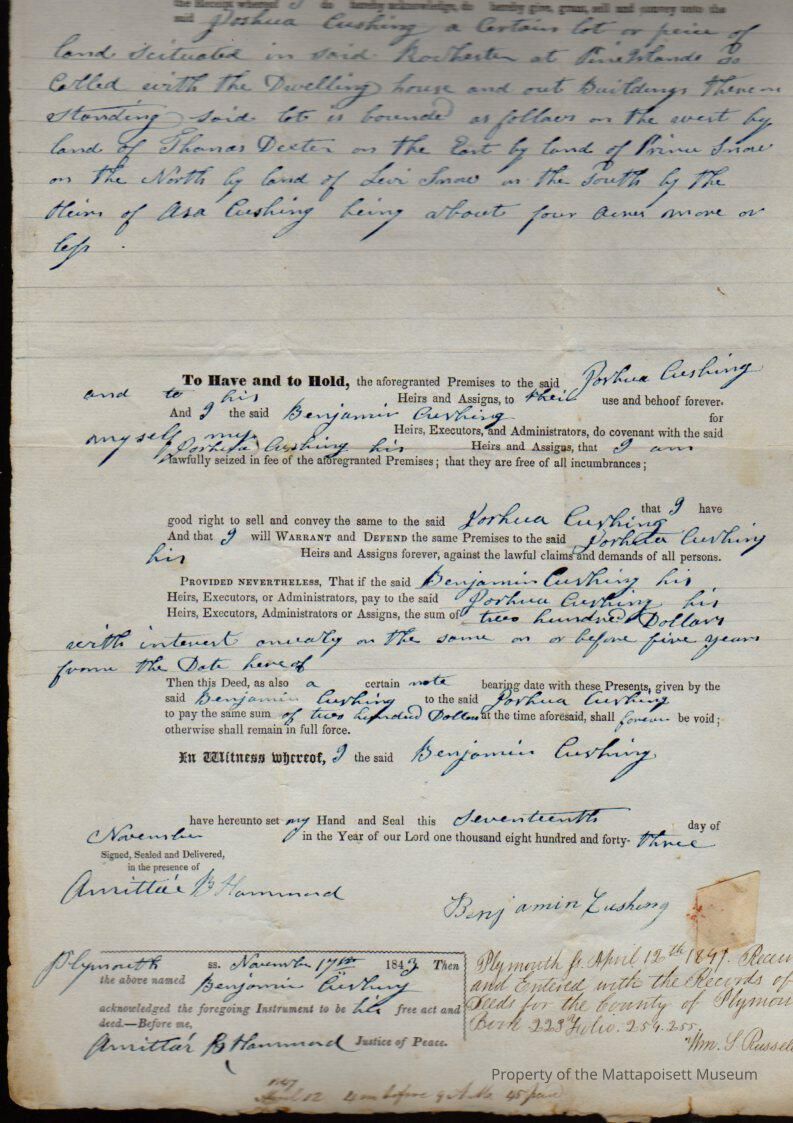 the Receipt whereof I do hereby acknowledge, do hereby give, grant, sell and convey unto the
said Joshua Cushing a Certain lot or peice of
land scituated in said Rochester at Pine Islands so
Called with the Dwelling house and out Buildings thereon
standing said lot is bounded as follows on the west by
land of Thomas Dexter on the East by land of Prince Snow
on the North by land of Levi Snow on the South by the
Heirs of Asa Cushing being about four acres more or
less .
To Have and to Hold, the aforegranted Premises to the said Joshua Cushing
and to his Heirs and Assigns, to their use and behoof forever.
And I the said Benjamin Cushing for
myself my Heirs, Executors, and Administrators, do covenant with the said
Joshua Cushing his Heirs and Assigns, that I am
lawfully seized in fee of the aforegranted Premises; that they are free of all incumbrances;
that I have
good right to sell and convey the same to the said Joshua Cushing
And that I will WARRANT and DEFEND the same Premises to the said Joshua Cushing
his Heirs and Assigns forever, against the lawful claims and demands of all persons.
PROVIDED NEVERTHELESS, That if the said Benjamin Cushing his
Heirs, Executors, or Administrators, pay to the said Joshua Cushing his
Heirs, Executors, Administrators or Assigns, the sum of two hundred Dollars
with interest on the same on or before five years
frome the Date hereof
Then this Deed, as also a certain note bearing date with these Presents, given by the
said Benjamin Cushing to the said Joshua Cushing
to pay the same sum of two hundred Dollars at the time aforesaid, shall forever be void;
otherwise shall remain in full force.
In Witness whereof, I the said Benjamin Cushing
have hereunto set my Hand and Seal this Seventeenth day of
November in the Year of our Lord one thousand eight hundred and forty- three
Signed, Sealed and Delivered,
in the presence of
Amittai B Hammond
Benjamin Cushing
Plymouth ss. November 17th 1843. Then
the above named Benjamin Cushing
acknowledged the foregoing Instrument to be his free act and
deed.—Before me,
Amittai B Hammond Justice of Peace.
Plymouth ss. April 12th 1847. Receiv
and Entered with the Records of
Deeds for the County of Plymou
Book 223d Folio. 254.255.
Wm. S Russell
April 12
Property of the Mattapoisett Museum